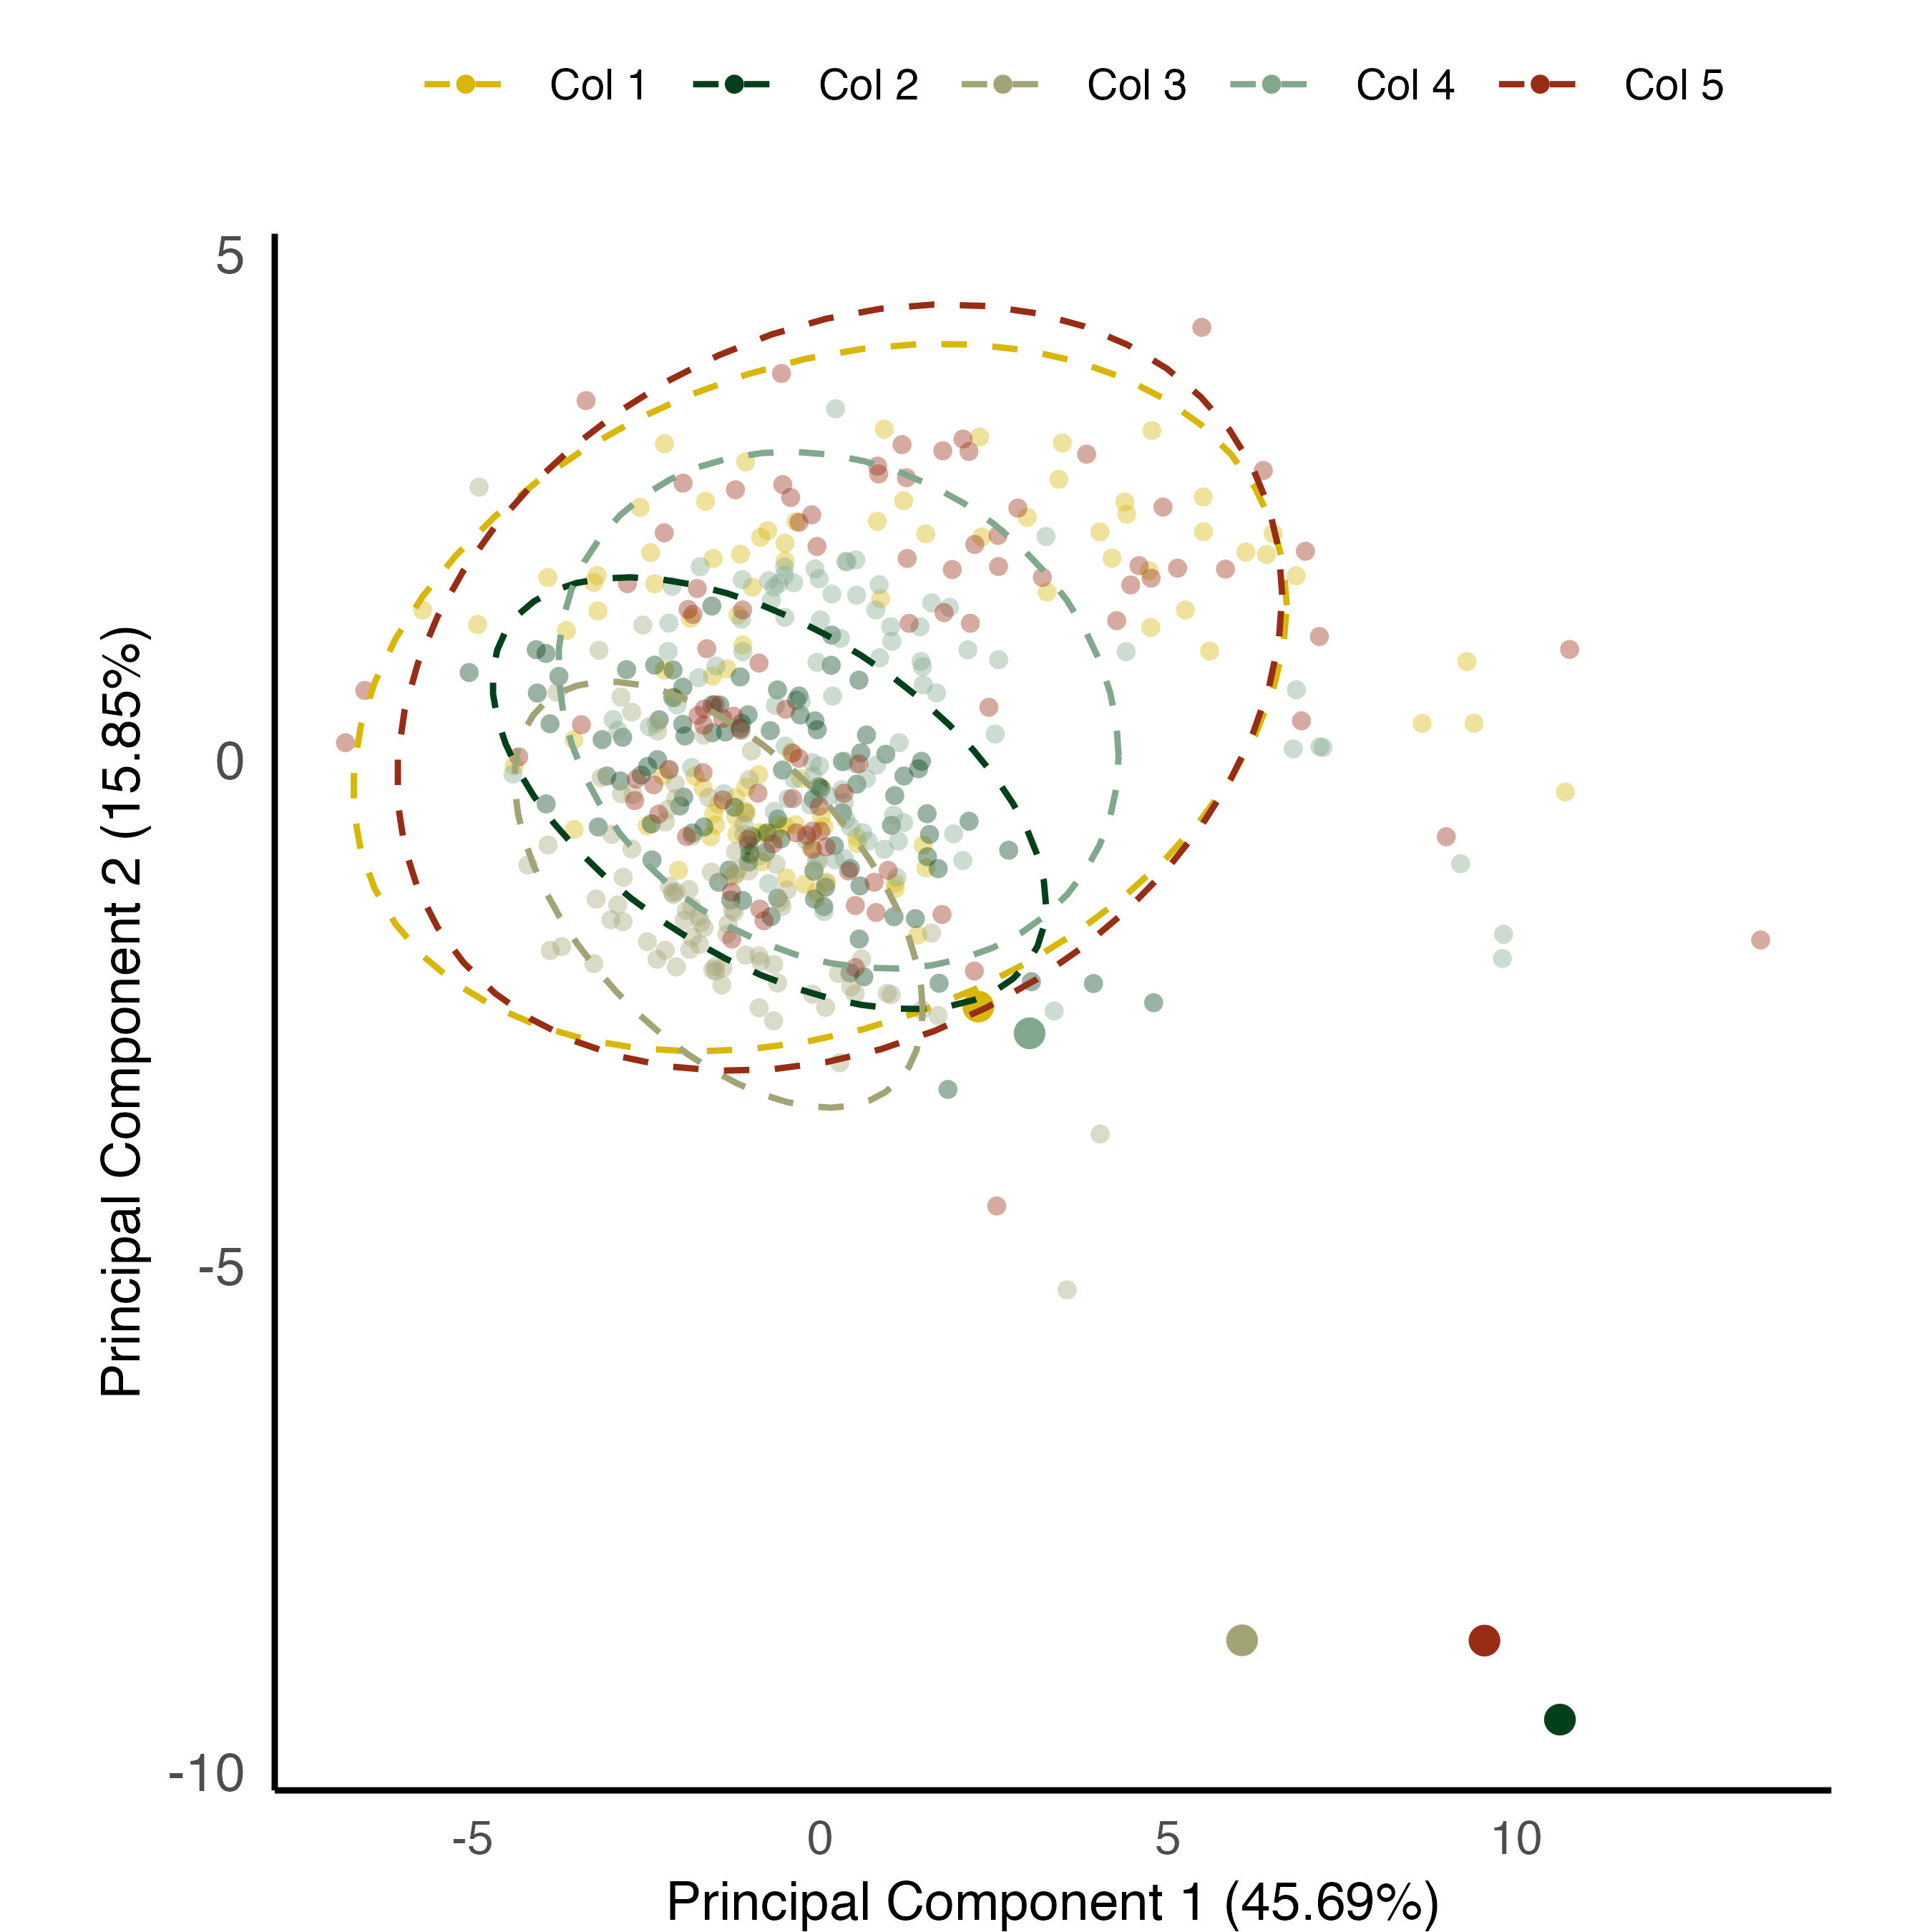 Col 1 Col 2 Col 3 Col 4 Col 5
5
0
-5
-10
Principal Component 2 (15.85%)
-5 0 5 10
Principal Component 1 (45.69%)